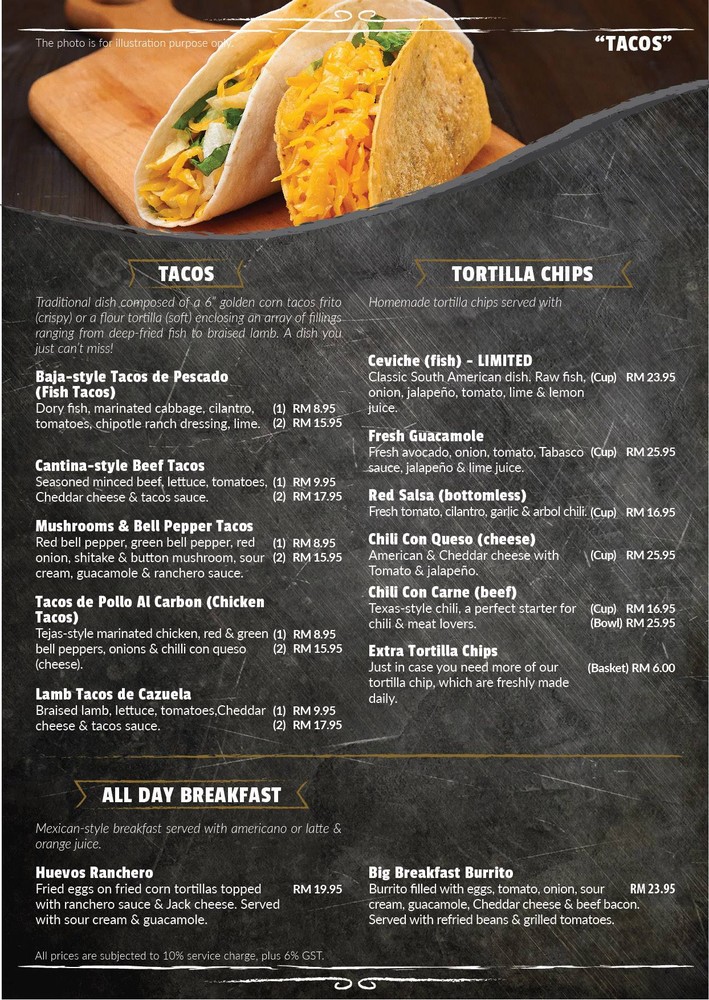 The photo is for illustration purpose only.
“TACOS”
TACOS
Traditional dish composed of a 6” golden corn tacos frito
(crispy) or a flour tortilla (soft) enclosing an array of fillings
ranging from deep-fried fish to braised lamb. A dish you
just can’t miss!
Baja-style Tacos de Pescado
(Fish Tacos)
Dory fish, marinated cabbage, cilantro, (1) RM 8.95
tomatoes, chipotle ranch dressing, lime. (2) RM 15.95
Cantina-style Beef Tacos
Seasoned minced beef, lettuce, tomatoes, (1) RM 9.95
Cheddar cheese & tacos sauce. (2) RM 17.95
Mushrooms & Bell Pepper Tacos
Red bell pepper, green bell pepper, red (1) RM 8.95
onion, shitake & button mushroom, sour (2) RM 15.95
cream, guacamole & ranchero sauce.
Tacos de Pollo Al Carbon (Chicken
Tacos)
Tejas-style marinated chicken, red & green (1) RM 8.95
bell peppers, onions & chilli con queso (2) RM 15.95
(cheese).
Lamb Tacos de Cazuela
Braised lamb, lettuce, tomatoes,Cheddar (1) RM 9.95
cheese & tacos sauce. (2) RM 17.95
TORTILLA CHIPS
Homemade tortilla chips served with
Ceviche (fish) - LIMITED
Classic South American dish, Raw fish, (Cup) RM 23.95
onion, jalapeño, tomato, lime & lemon
juice.
Fresh Guacamole
Fresh avocado, onion, tomato, Tabasco (Cup) RM 25.95
sauce, jalapeño & lime juice.
Red Salsa (bottomless)
Fresh tomato, cilantro, garlic & arbol chili. (Cup) RM 16.95
Chili Con Queso (cheese)
American & Cheddar cheese with (Cup) RM 25.95
Tomato & jalapeño.
Chili Con Carne (beef)
Texas-style chili, a perfect starter for (Cup) RM 16.95
chili & meat lovers. (Bowl) RM 25.95
Extra Tortilla Chips
Just in case you need more of our (Basket) RM 6.00
tortilla chip, which are freshly made
daily.
ALL DAY BREAKFAST
Mexican-style breakfast served with americano or latte &
orange juice.
Huevos Ranchero
Fried eggs on fried corn tortillas topped RM 19.95
with ranchero sauce & Jack cheese. Served
with sour cream & guacamole.
Big Breakfast Burrito
Burrito filled with eggs, tomato, onion, sour RM 23.95
cream, guacamole, Cheddar cheese & beef bacon.
Served with refried beans & grilled tomatoes.
All prices are subjected to 10% service charge, plus 6% GST.